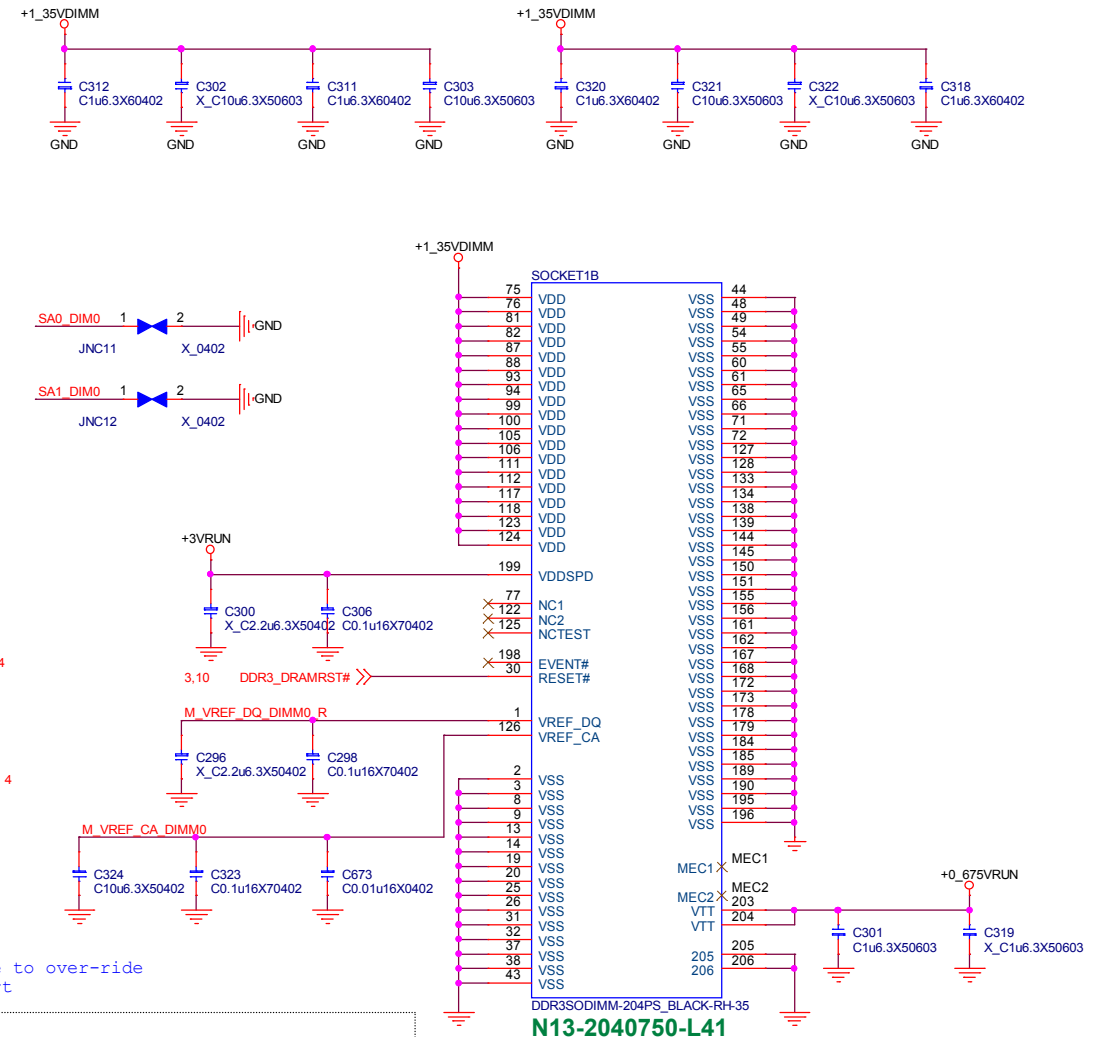 +1_35VDIMM
+1_35VDIMM
C312
C1u6.3X60402
C302
X_C10u6.3X50603
C311
C1u6.3X60402
C303
C10u6.3X50603
C320
C1u6.3X60402
C321
C10u6.3X50603
C322
X_C10u6.3X50603
C318
C1u6.3X60402
GND
GND
GND
GND
GND
GND
GND
GND
+1_35VDIMM
SOCKET1B
SA0_DIM0 1 2 GND
JNC11 X_0402
SA1_DIM0 1 2 GND
JNC12 X_0402
75 VDD
76 VDD
81 VDD
82 VDD
87 VDD
88 VDD
93 VDD
94 VDD
99 VDD
100 VDD
105 VDD
106 VDD
111 VDD
112 VDD
117 VDD
118 VDD
123 VDD
124 VDD
+3VRUN
199 VDDSPD
C300
X_C2.2u6.3X50402
C306
C0.1u16X70402
77 NC1
122 NC2
125 NCTEST
198 EVENT#
4
3,10 DDR3_DRAMRST# 30 RESET#
M_VREF_DQ_DIMM0_R 1 VREF_DQ
126 VREF_CA
C296
X_C2.2u6.3X50402
C298
C0.1u16X70402
4
M_VREF_CA_DIMM0
C324
C10u6.3X50402
C323
C0.1u16X70402
C673
C0.01u16X0402
2 VSS
3 VSS
8 VSS
9 VSS
13 VSS
14 VSS
19 VSS
20 VSS
25 VSS
26 VSS
31 VSS
32 VSS
37 VSS
38 VSS
43 VSS
VSS 44
VSS 48
VSS 49
VSS 54
VSS 55
VSS 60
VSS 61
VSS 65
VSS 66
VSS 71
VSS 72
VSS 127
VSS 128
VSS 133
VSS 134
VSS 138
VSS 139
VSS 144
VSS 145
VSS 150
VSS 151
VSS 155
VSS 156
VSS 161
VSS 162
VSS 167
VSS 168
VSS 172
VSS 173
VSS 178
VSS 179
VSS 184
VSS 185
VSS 189
VSS 190
VSS 195
VSS 196
MEC1 MEC1
MEC2 MEC2
VTT 203
VTT 204
205 205
206 206
+0_675VRUN
C301
C1u6.3X50603
C319
X_C1u6.3X50603
e to over-ride
rt
DDR3SODIMM-204PS_BLACK-RH-35
N13-2040750-L41